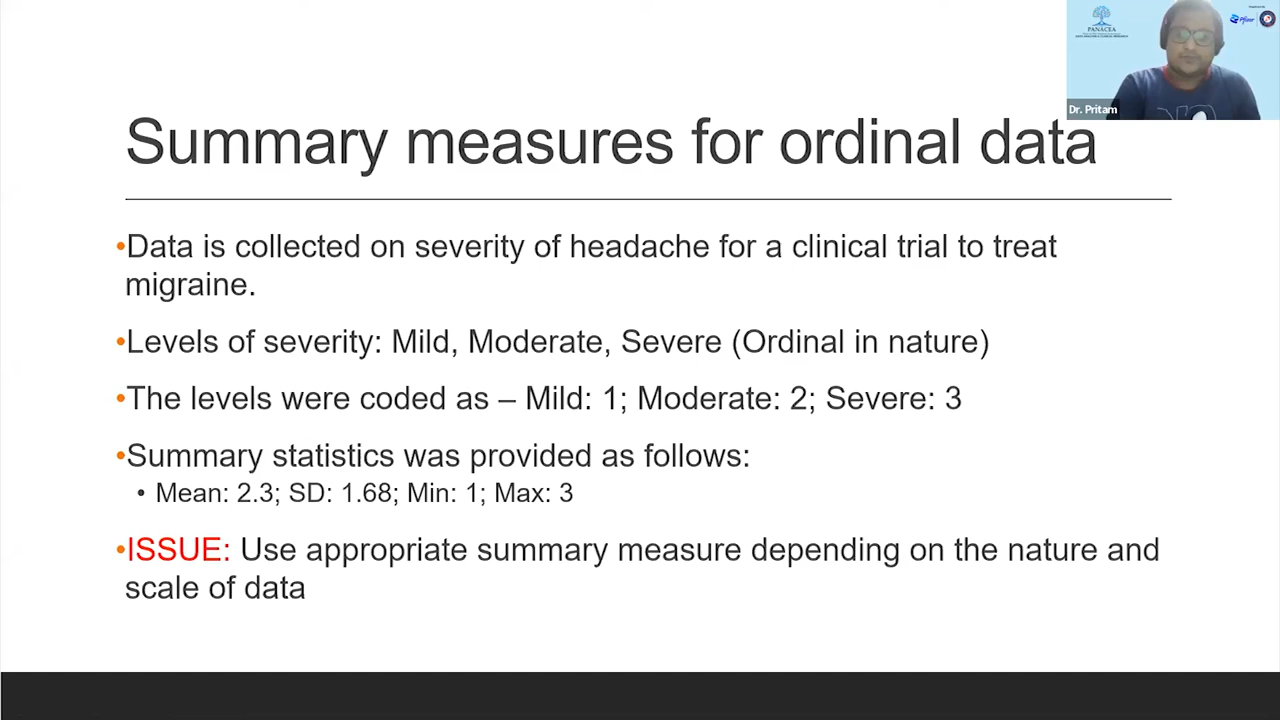 PANACEA
Pfizer
Dr. Pritam
Summary measures for ordinal data
•Data is collected on severity of headache for a clinical trial to treat
migraine.
•Levels of severity: Mild, Moderate, Severe (Ordinal in nature)
•The levels were coded as – Mild: 1; Moderate: 2; Severe: 3
•Summary statistics was provided as follows:
• Mean: 2.3; SD: 1.68; Min: 1; Max: 3
•ISSUE: Use appropriate summary measure depending on the nature and
scale of data